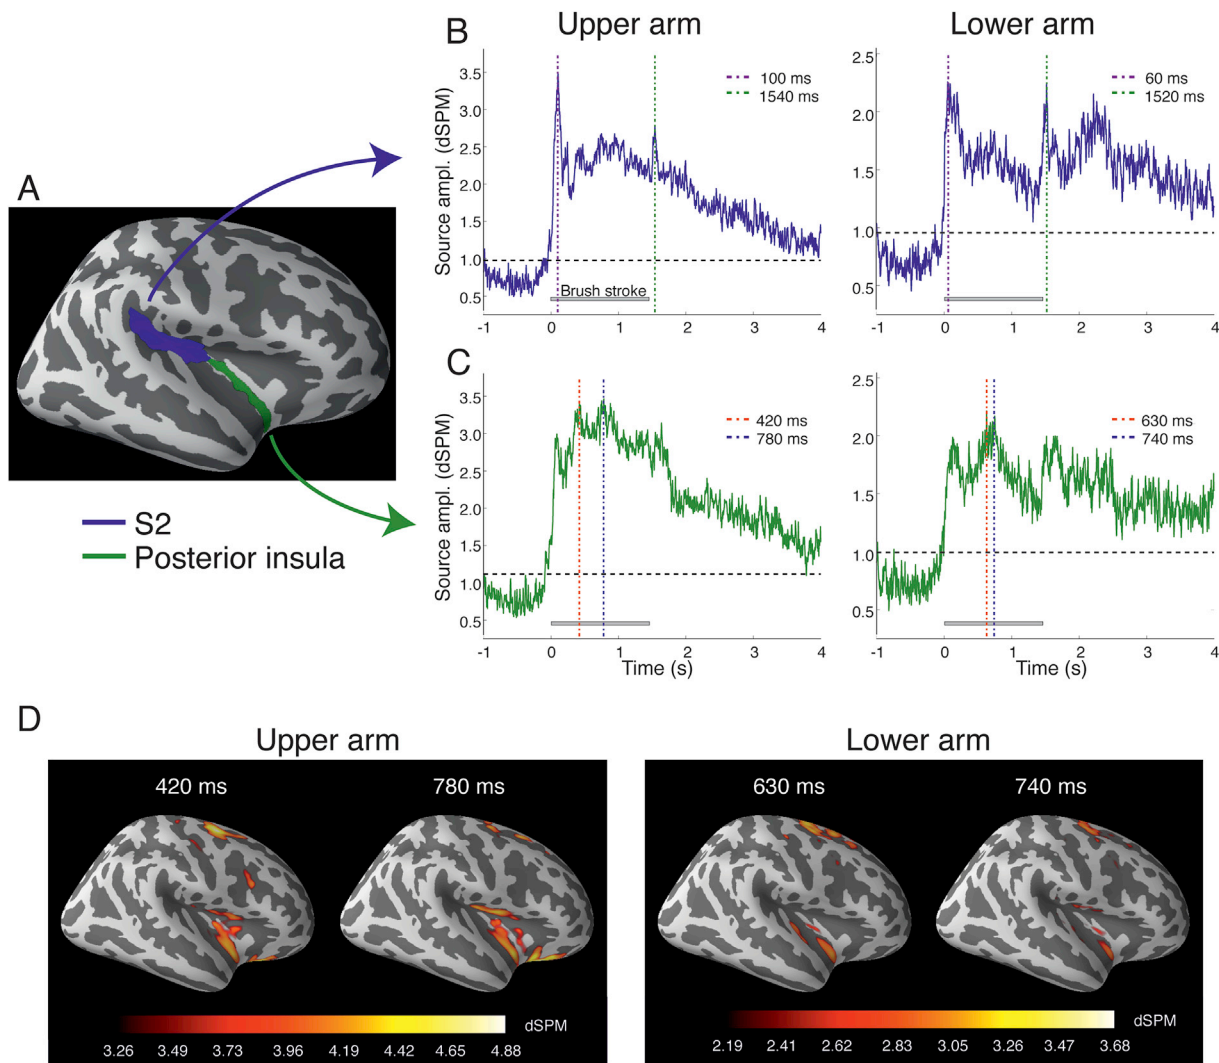 B
Upper arm
Lower arm
Source ampl. (dSPM)
3.5
3.0
2.5
2.0
1.5
1.0
0.5
100 ms
1540 ms
Brush stroke
-1
0
1
2
3
4
2.5
2.0
1.5
1.0
0.5
60 ms
1520 ms
-1
0
1
2
3
4
A
S2
Posterior insula
C
Source ampl. (dSPM)
3.5
3.0
2.5
2.0
1.5
1.0
0.5
420 ms
780 ms
-1
0
1
2
3
4
Time (s)
2.5
2.0
1.5
1.0
0.5
630 ms
740 ms
-1
0
1
2
3
4
Time (s)
D
Upper arm
420 ms
780 ms
dSPM
3.26 3.49 3.73 3.96 4.19 4.42 4.65 4.88
Lower arm
630 ms
740 ms
dSPM
2.19 2.41 2.62 2.83 3.05 3.26 3.47 3.68